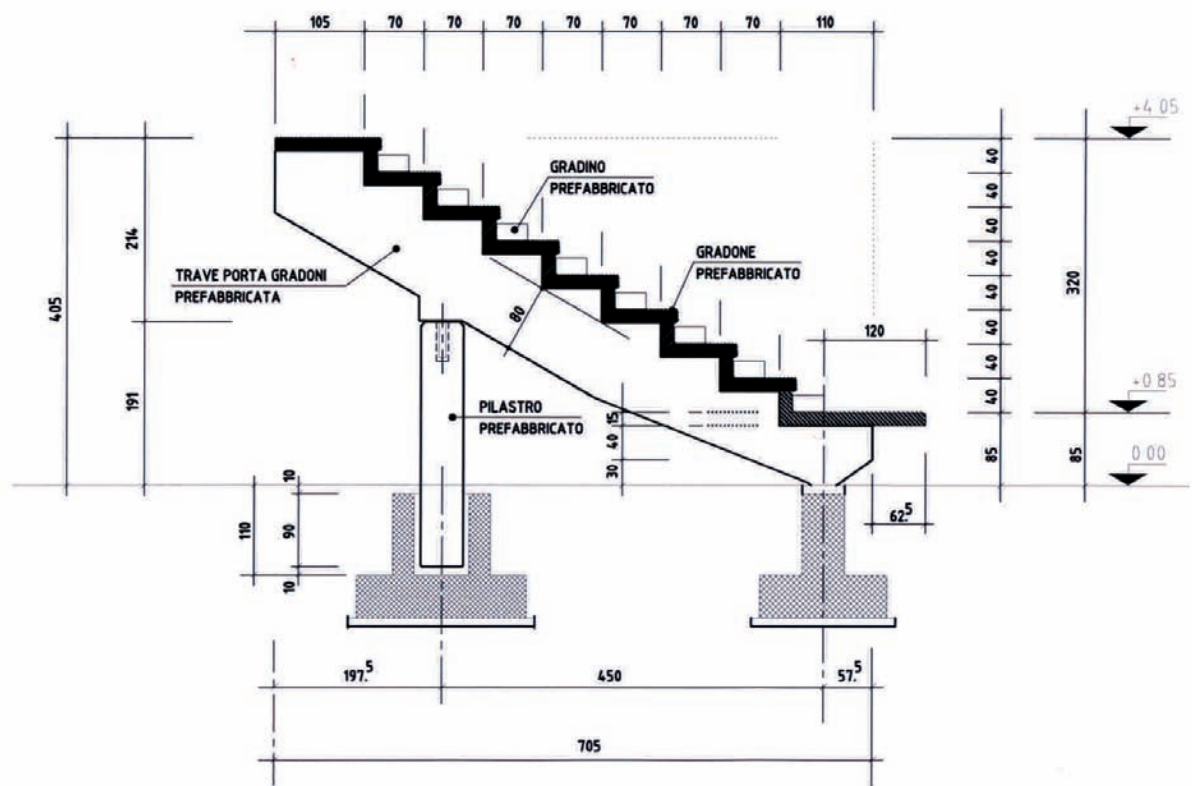 105 70 70 70 70 70 70 70 110
+4.05
GRADINO
PREFABBRICATO
GRADONE
PREFABBRICATO
TRAVE PORTA GRADONI
PREFABBRICATA
PILASTRO
PREFABBRICATO
405
214
191
80
120
40
40
40
40
40
40
40
40
320
+0.85
85
85
0.00
15
40
30
62.5
10
110
90
10
197.5 450 57.5
705